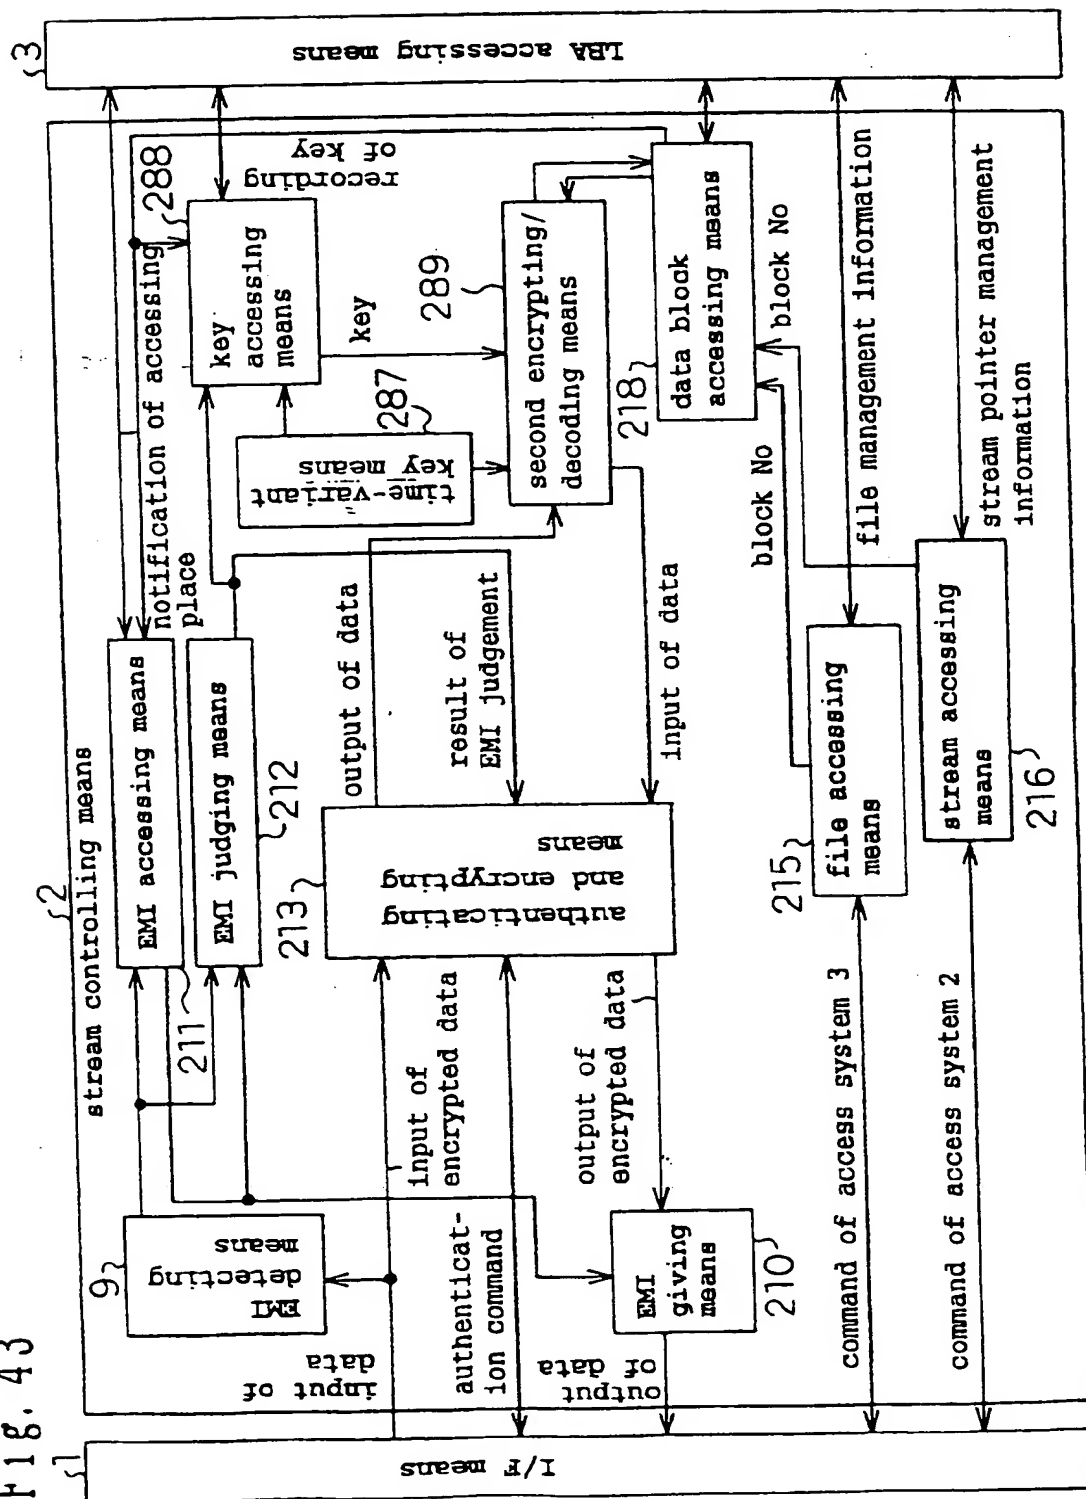 Fig. 43
1
I/F means
2
stream controlling means
3
LBA accessing means
9
EMI
detecting
means
input of
data
211
EMI accessing means
notification of accessing
place
EMI judging means
212
288
key
accessing
means
recording
of key
key
time-variant
key means
287
289
second encrypting/
decoding means
output of data
result of
EMI judgement
input of data
213
authenticating
and encrypting
means
input of
encrypted data
authenticat-
ion command
output of
encrypted data
EMI
giving
means
210
output
of data
218
data block
accessing means
block No
block No
215
file accessing
means
file management information
command of access system 3
stream accessing
means
216
stream pointer management
information
command of access system 2